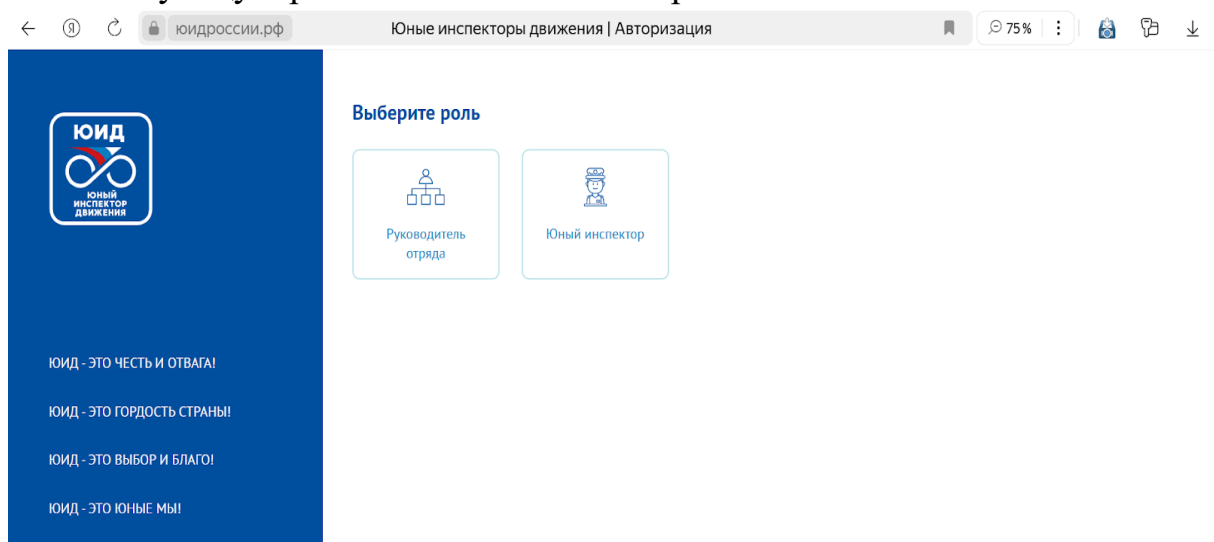 юидроссии.рф
Юные инспекторы движения | Авторизация
75 %
ЮИД
ЮНЫЙ
ИНСПЕКТОР
ДВИЖЕНИЯ
Выберите роль
Руководитель
отряда
Юный инспектор
ЮИД - ЭТО ЧЕСТЬ И ОТВАГА!
ЮИД - ЭТО ГОРДОСТЬ СТРАНЫ!
ЮИД - ЭТО ВЫБОР И БЛАГО!
ЮИД - ЭТО ЮНЫЕ МЫ!